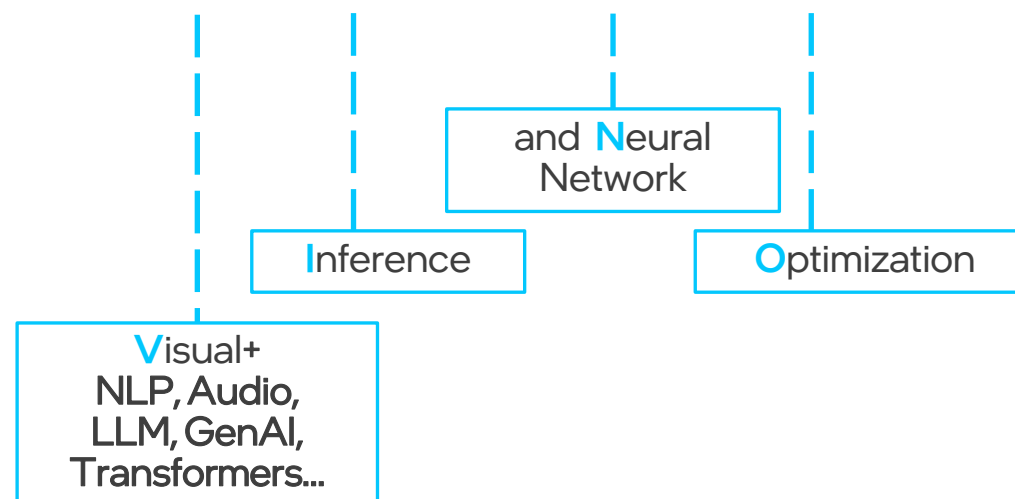 and Neural
Network
Inference
Optimization
Visual+
NLP, Audio,
LLM, GenAI,
Transformers...